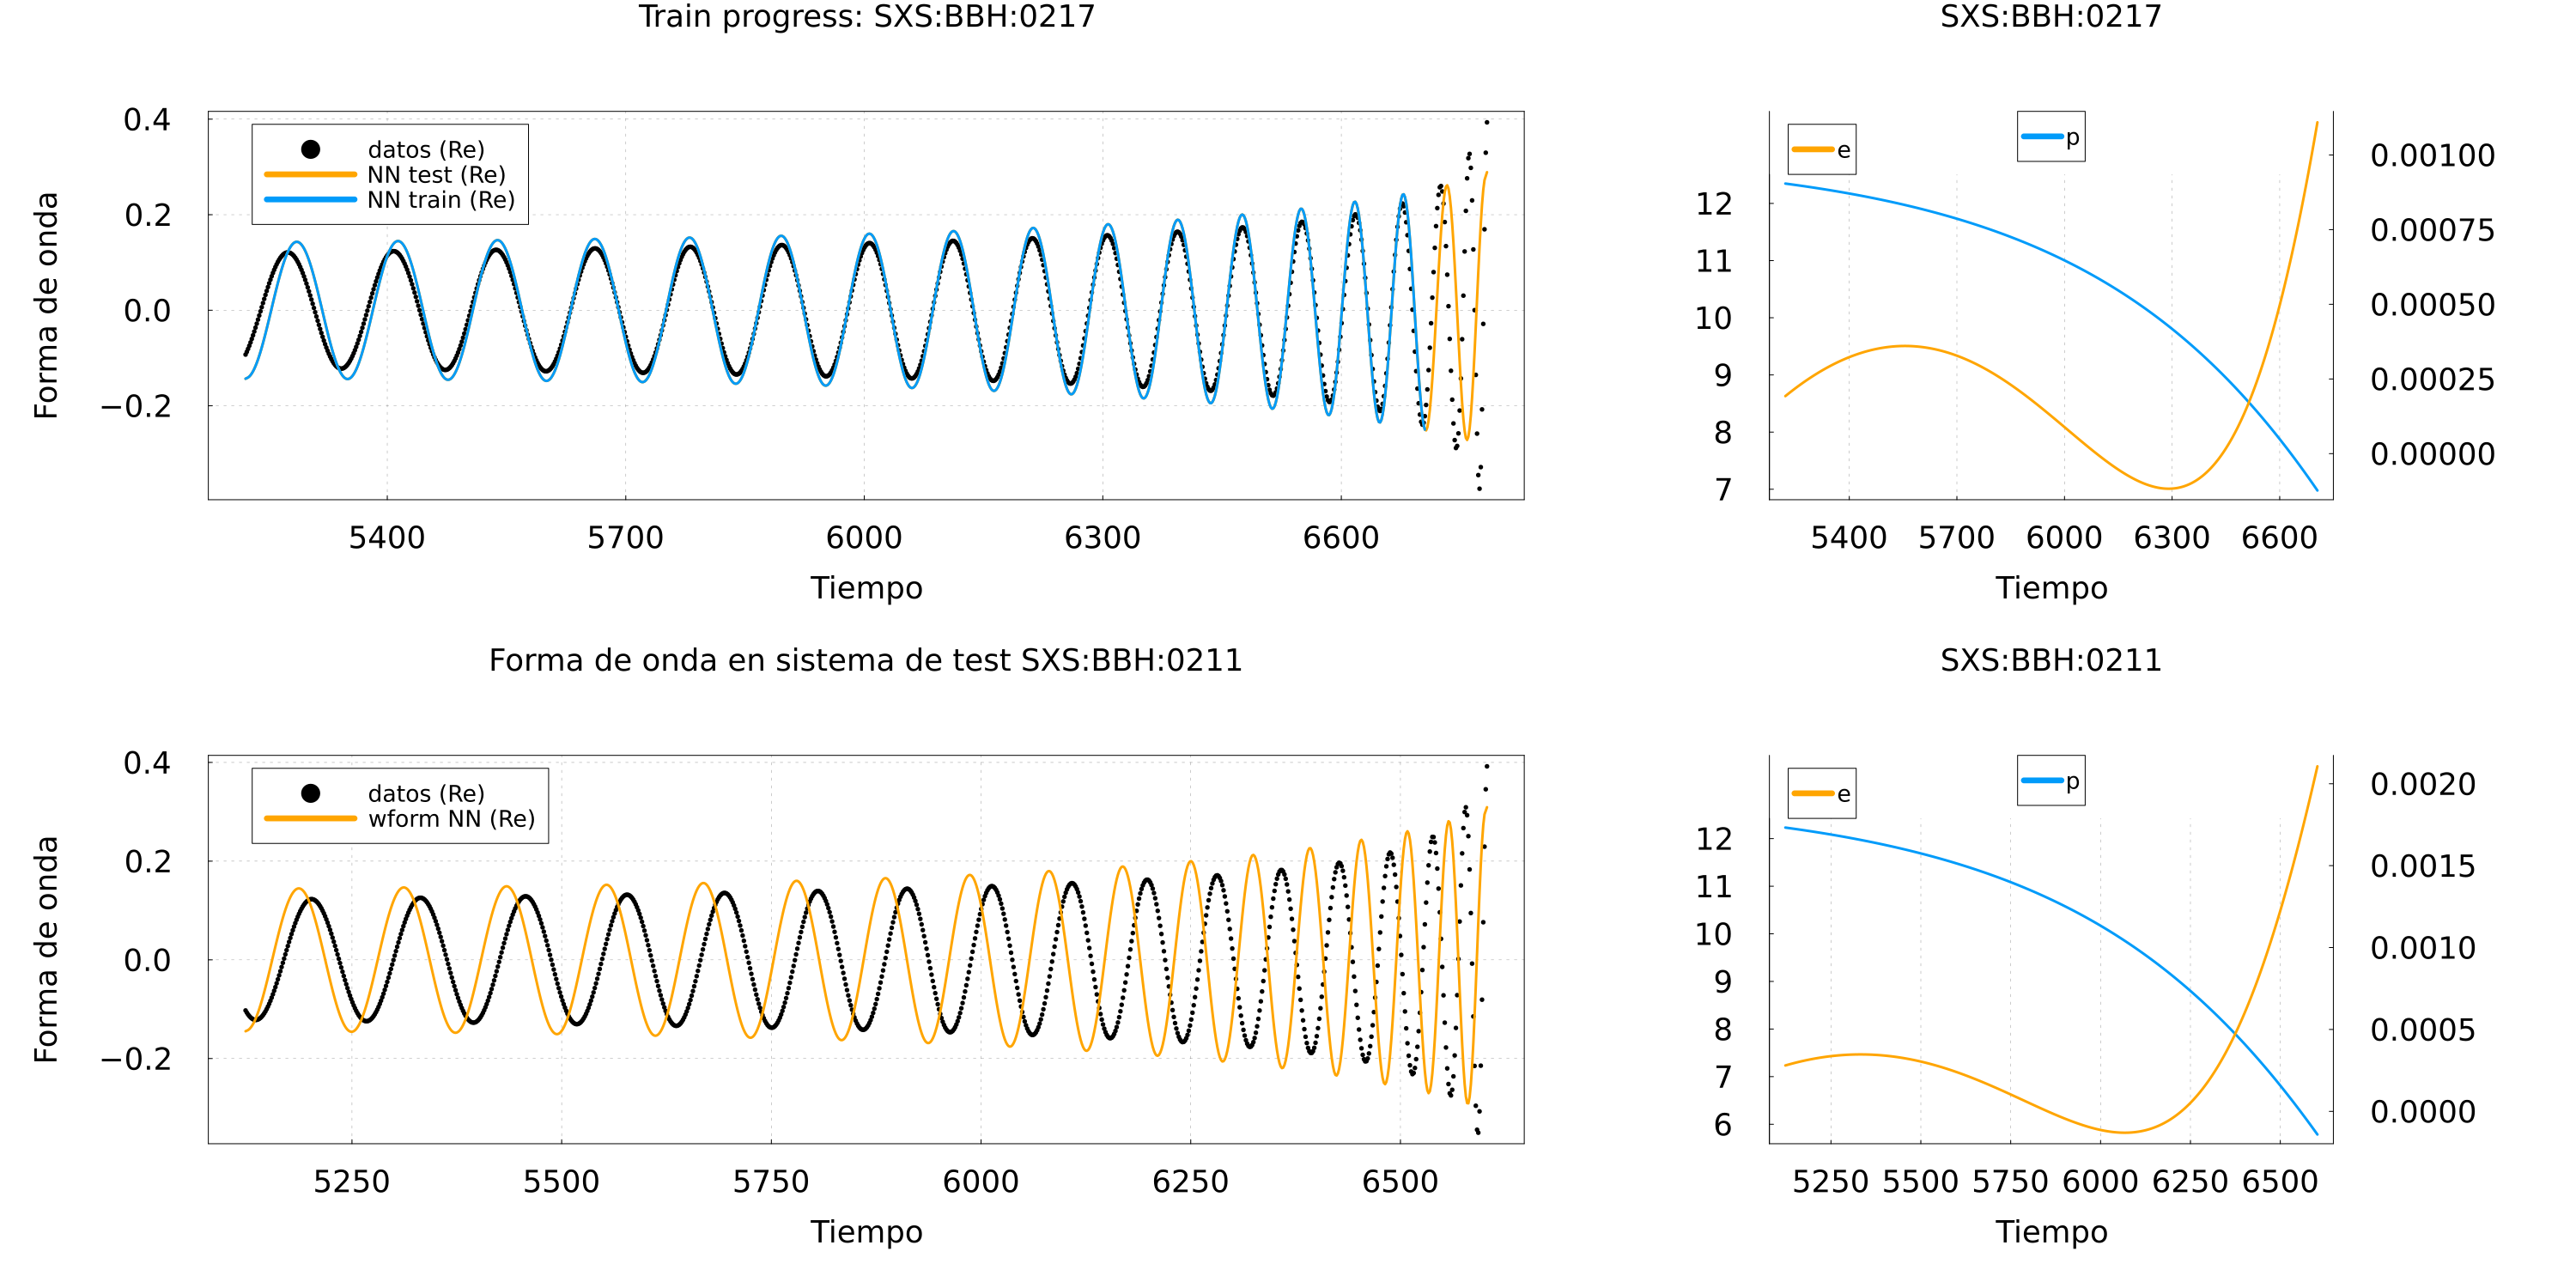 Train progress: SXS:BBH:0217
0.4
0.2
0.0
−0.2
Forma de onda
datos (Re)
NN test (Re)
NN train (Re)
5400 5700 6000 6300 6600
Tiempo
SXS:BBH:0217
e
p
12
11
10
9
8
7
0.00100
0.00075
0.00050
0.00025
0.00000
5400 5700 6000 6300 6600
Tiempo
Forma de onda en sistema de test SXS:BBH:0211
0.4
0.2
0.0
−0.2
Forma de onda
datos (Re)
wform NN (Re)
5250 5500 5750 6000 6250 6500
Tiempo
SXS:BBH:0211
e
p
12
11
10
9
8
7
6
0.0020
0.0015
0.0010
0.0005
0.0000
5250 5500 5750 6000 6250 6500
Tiempo